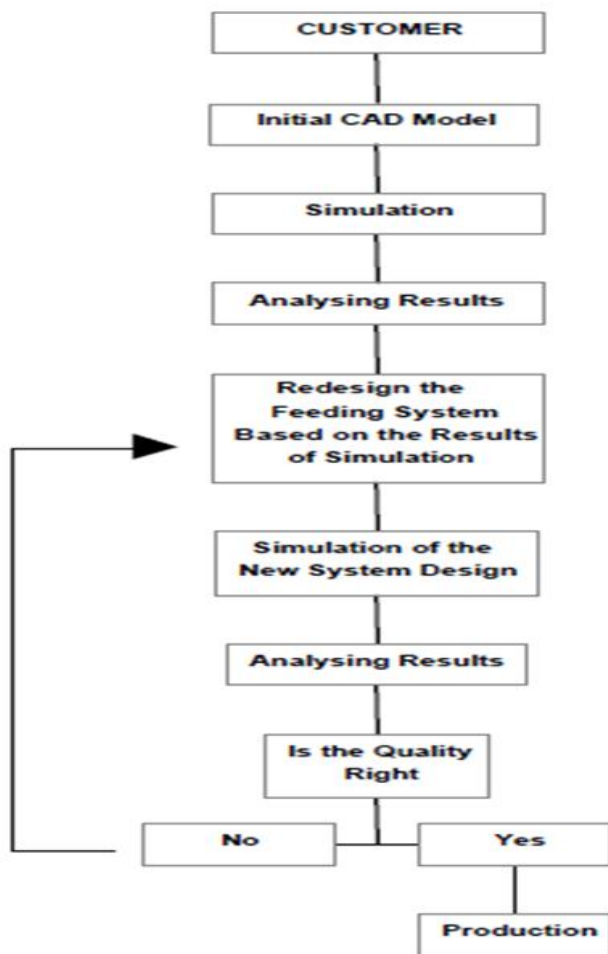 CUSTOMER
Initial CAD Model
Simulation
Analysing Results
Redesign the
Feeding System
Based on the Results
of Simulation
Simulation of the
New System Design
Analysing Results
Is the Quality
Right
No
Yes
Production